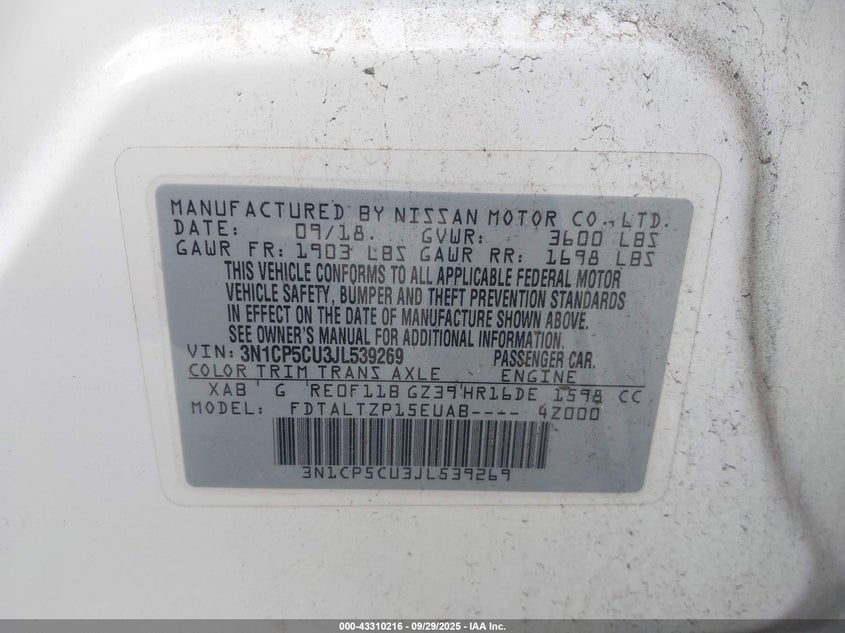 MANUFACTURED BY NISSAN MOTOR CO., LTD.
DATE: 09/18. GVWR: 3600 LBS
GAWR FR: 1903 LBS GAWR RR: 1698 LBS
THIS VEHICLE CONFORMS TO ALL APPLICABLE FEDERAL MOTOR
VEHICLE SAFETY, BUMPER AND THEFT PREVENTION STANDARDS
IN EFFECT ON THE DATE OF MANUFACTURE SHOWN ABOVE.
SEE OWNER'S MANUAL FOR ADDITIONAL INFORMATION.
VIN: 3N1CP5CU3JL539269 PASSENGER CAR.
COLOR TRIM TRANS AXLE ENGINE
XAB G RE0F11B GZ39 HR16DE 1598 CC
MODEL: FDTALTZP15EUAB---- 4Z000
3N1CP5CU3JL539269
000-43310216 - 09/29/2025 - IAA Inc.